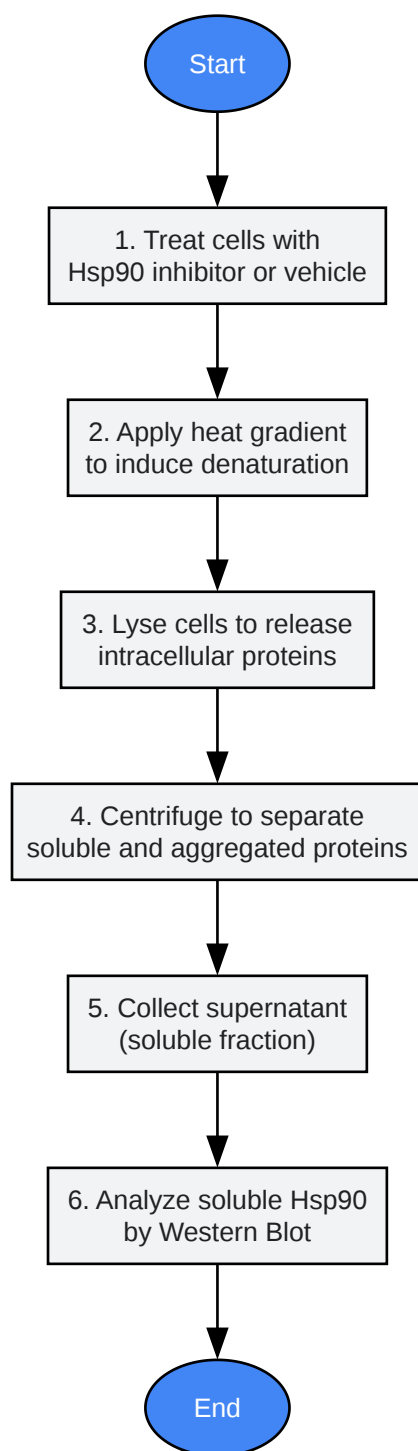 Start
1. Treat cells with
Hsp90 inhibitor or vehicle
2. Apply heat gradient
to induce denaturation
3. Lyse cells to release
intracellular proteins
4. Centrifuge to separate
soluble and aggregated proteins
5. Collect supernatant
(soluble fraction)
6. Analyze soluble Hsp90
by Western Blot
End